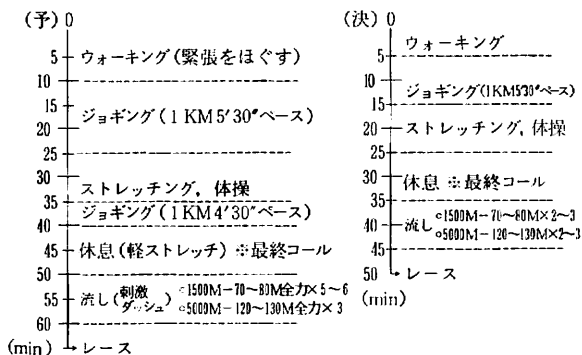 (予) 0
5 ウォーキング(緊張をほぐす)
10
15
ジョギング(1KM5′30″ペース)
20
25
30
ストレッチング, 体操
35
ジョギング(1KM4′30″ペース)
40
45 休息(軽ストレッチ) ※最終コール
50
55 流し(刺激ダッシュ) ○1500M-70~80M全力×5~6
○5000M-120~130M全力×3
60
(min) レース
(決) 0
ウォーキング
5
10
ジョギング(1KM5′30″ペース)
15
20 ストレッチング, 体操
25
30 休息 ※最終コール
35
40 流し ○1500M-70~80M×2~3
○5000M-120~130M×2~3
45
50 レース
(min)